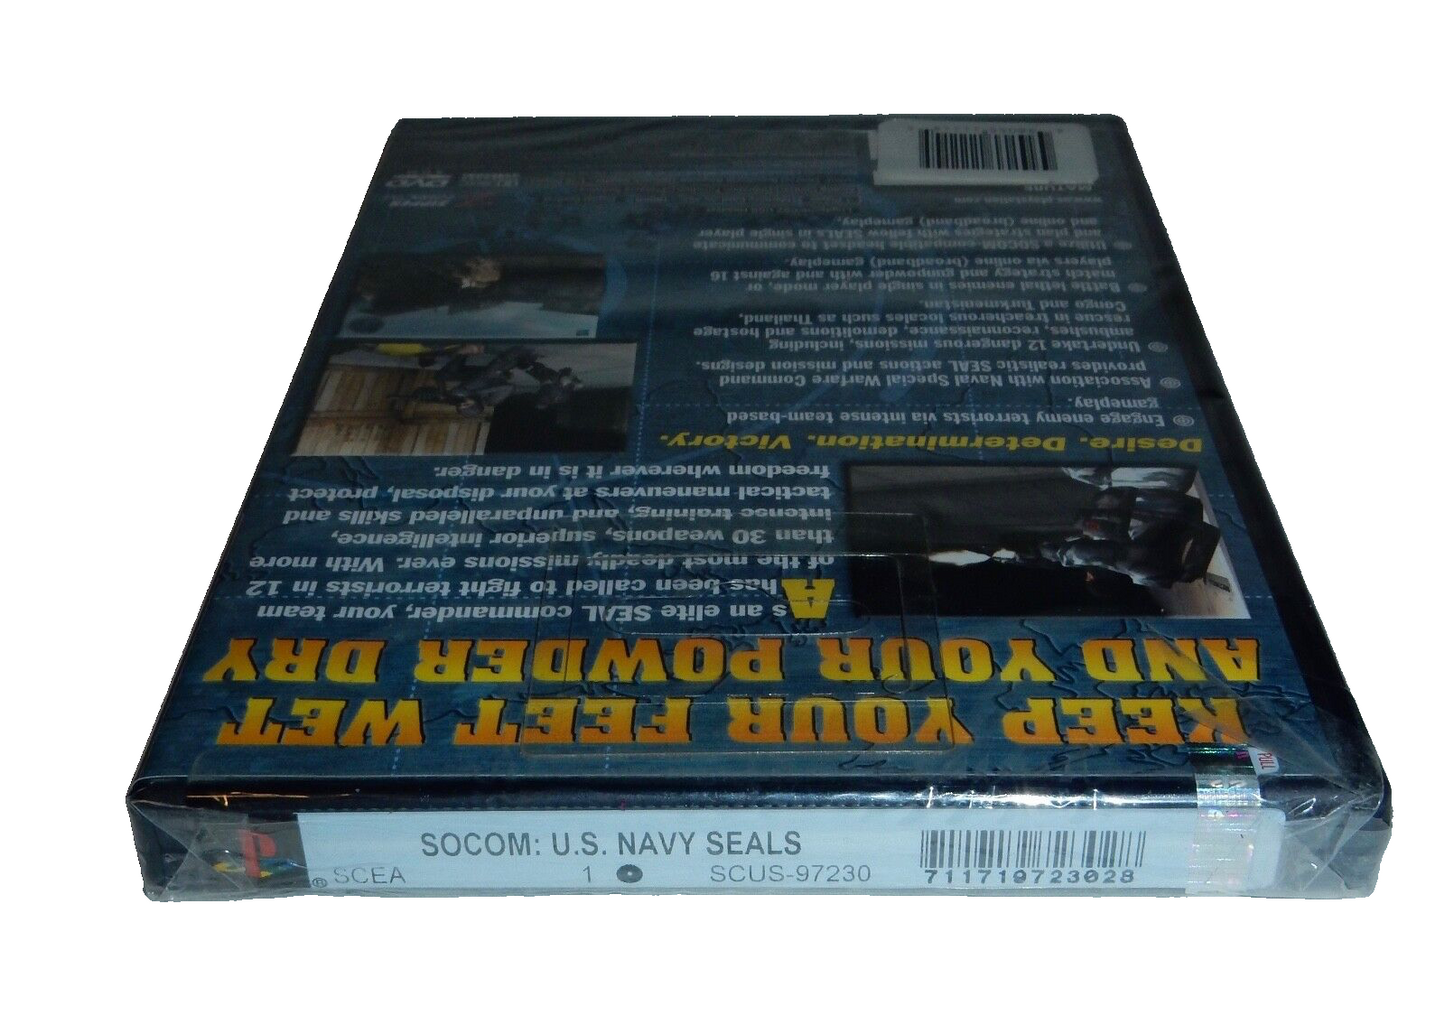 KEEP YOUR FEET WET
AND YOUR POWDER DRY
As an elite SEAL commander, your team
has been called to fight terrorists in 12
of the most deadly missions ever. With more
than 30 weapons, superior intelligence,
intense training, and unparalleled skills and
tactical maneuvers at your disposal, protect
freedom wherever it is in danger.
Desire. Determination. Victory.
Engage enemy terrorists via intense team-based
gameplay.
Association with Naval Special Warfare Command
provides realistic SEAL actions and mission designs.
Undertake 12 dangerous missions, including
ambushes, reconnaissance, demolitions and hostage
rescue in treacherous locales such as Thailand,
Congo and Turkmenistan.
Battle lethal enemies in single player mode, or
match strategy and gunpowder with and against 16
players via online (broadband) gameplay.
Utilize a SOCOM compatible headset to communicate
and plan strategies with fellow SEALs in single player
and online (broadband) gameplay.
www.playstation.com
MATURE
DVD
PULL
SOCOM: U.S. NAVY SEALS
® SCEA 1 SCUS-97230
711719723028